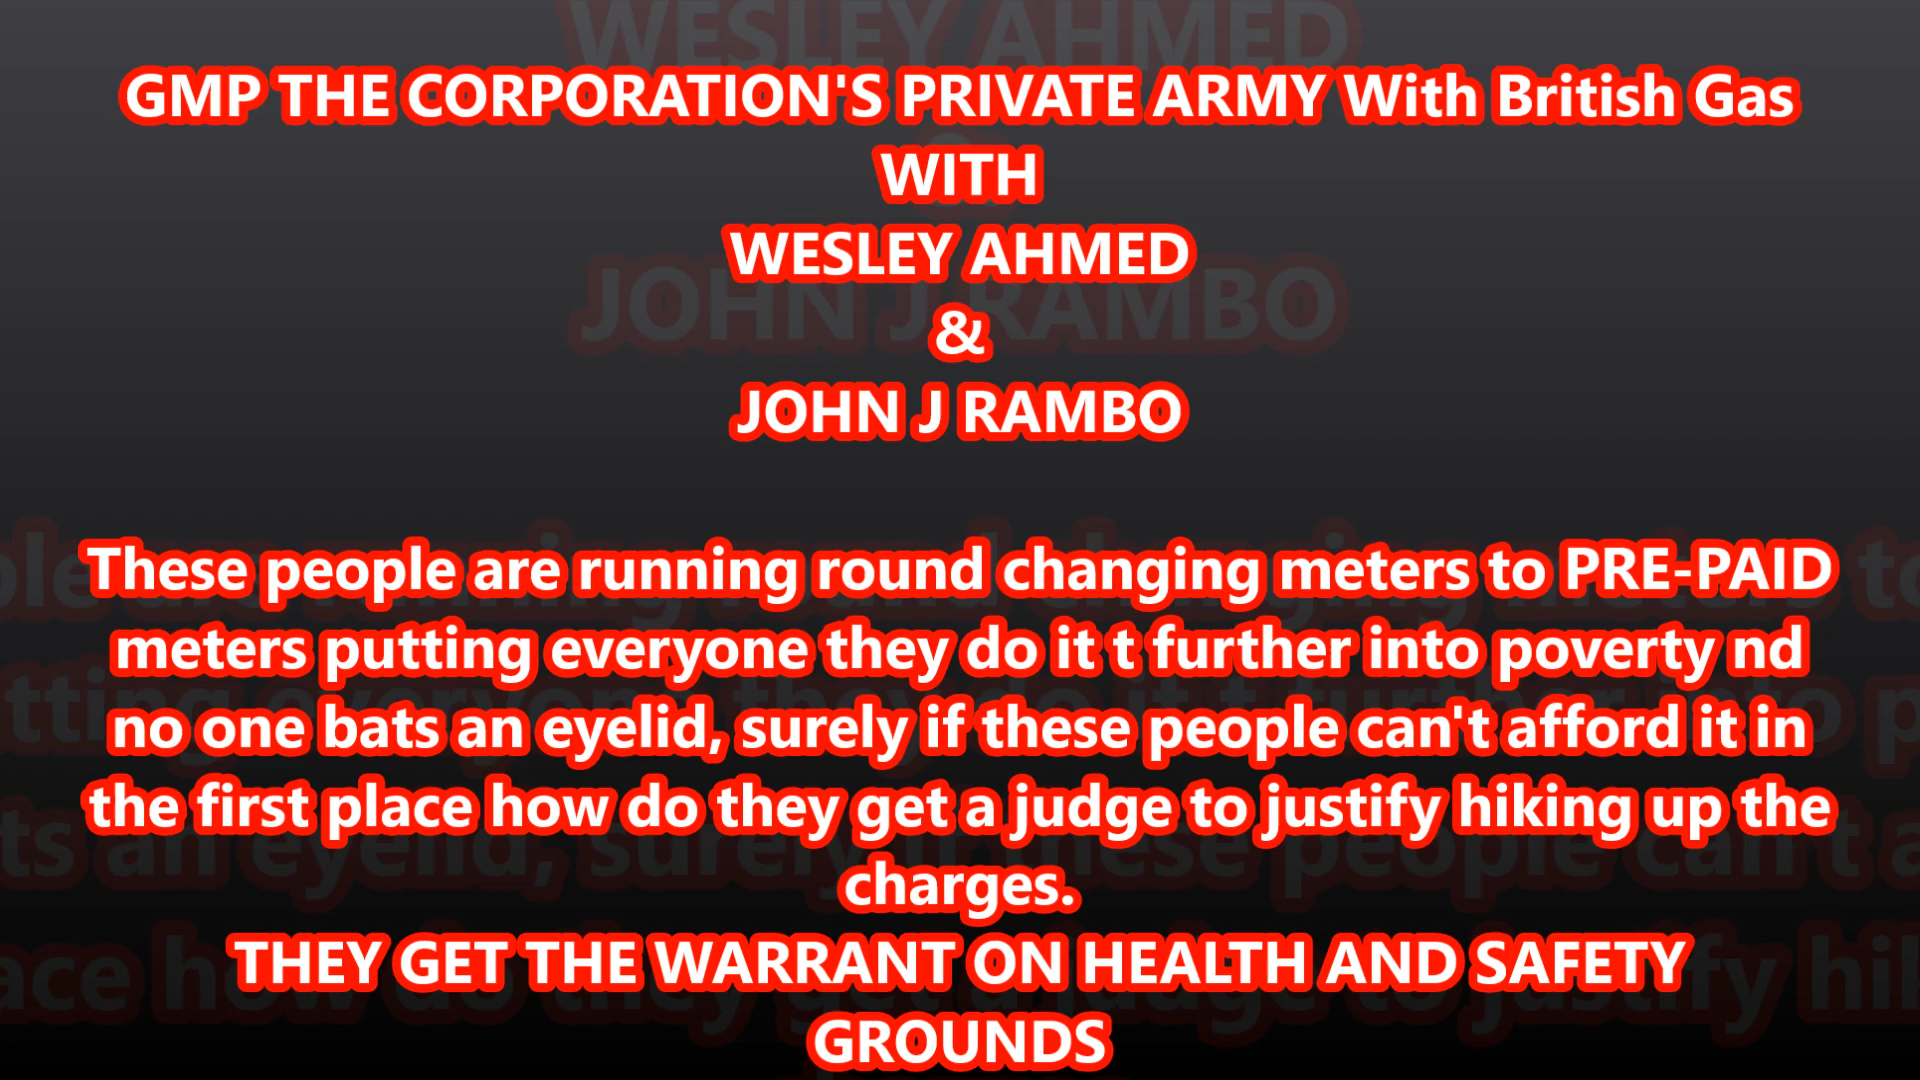 GMP THE CORPORATION'S PRIVATE ARMY With British Gas
WITH
WESLEY AHMED
&
JOHN J RAMBO
These people are running round changing meters to PRE-PAID
meters putting everyone they do it t further into poverty nd
no one bats an eyelid, surely if these people can't afford it in
the first place how do they get a judge to justify hiking up the
charges.
THEY GET THE WARRANT ON HEALTH AND SAFETY
GROUNDS